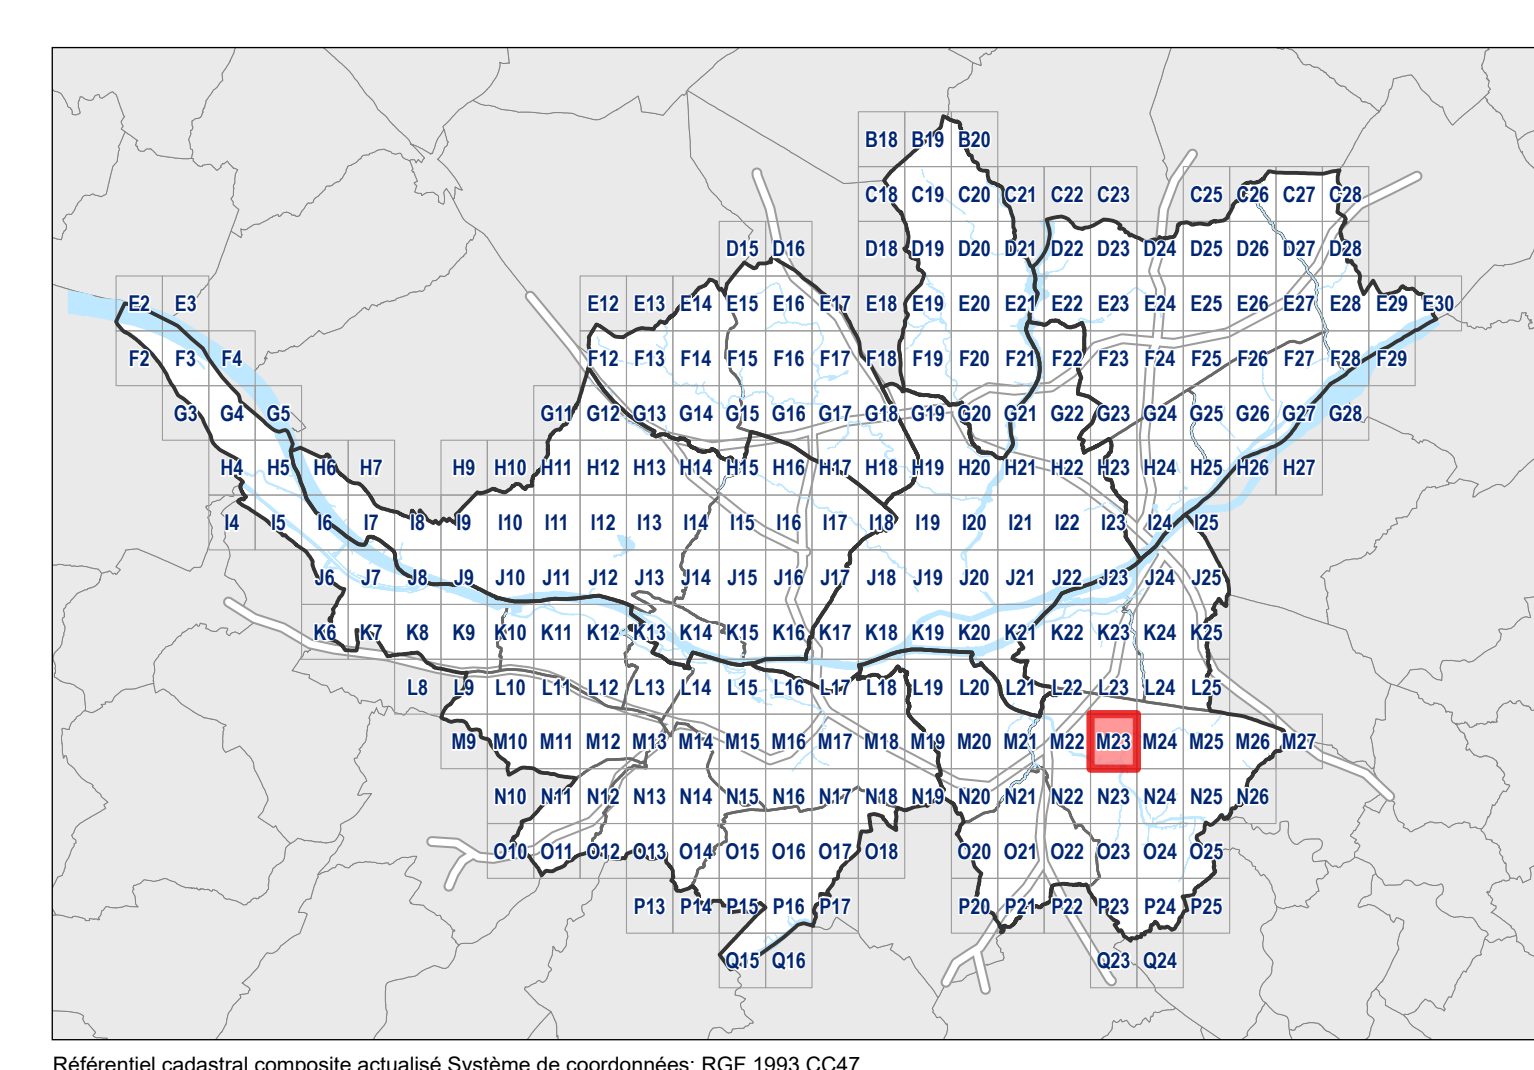 B18 B19 B20
C18 C19 C20 C21 C22 C23 C25 C26 C27 C28
D15 D16 D18 D19 D20 D21 D22 D23 D24 D25 D26 D27 D28
E2 E3 E12 E13 E14 E15 E16 E17 E18 E19 E20 E21 E22 E23 E24 E25 E26 E27 E28 E29 E30
F2 F3 F4 F12 F13 F14 F15 F16 F17 F18 F19 F20 F21 F22 F23 F24 F25 F26 F27 F28 F29
G3 G4 G5 G11 G12 G13 G14 G15 G16 G17 G18 G19 G20 G21 G22 G23 G24 G25 G26 G27 G28
H4 H5 H6 H7 H9 H10 H11 H12 H13 H14 H15 H16 H17 H18 H19 H20 H21 H22 H23 H24 H25 H26 H27
I4 I5 I6 I7 I8 I9 I10 I11 I12 I13 I14 I15 I16 I17 I18 I19 I20 I21 I22 I23 I24 I25
J6 J7 J8 J9 J10 J11 J12 J13 J14 J15 J16 J17 J18 J19 J20 J21 J22 J23 J24 J25
K6 K7 K8 K9 K10 K11 K12 K13 K14 K15 K16 K17 K18 K19 K20 K21 K22 K23 K24 K25
L8 L9 L10 L11 L12 L13 L14 L15 L16 L17 L18 L19 L20 L21 L22 L23 L24 L25
M9 M10 M11 M12 M13 M14 M15 M16 M17 M18 M19 M20 M21 M22 M23 M24 M25 M26 M27
N10 N11 N12 N13 N14 N15 N16 N17 N18 N19 N20 N21 N22 N23 N24 N25 N26
O10 O11 O12 O13 O14 O15 O16 O17 O18 O20 O21 O22 O23 O24 O25
P13 P14 P15 P16 P17 P20 P21 P22 P23 P24 P25
Q15 Q16 Q23 Q24
Référentiel cadastral composite actualisé Système de coordonnées: RGF 1993 CC47